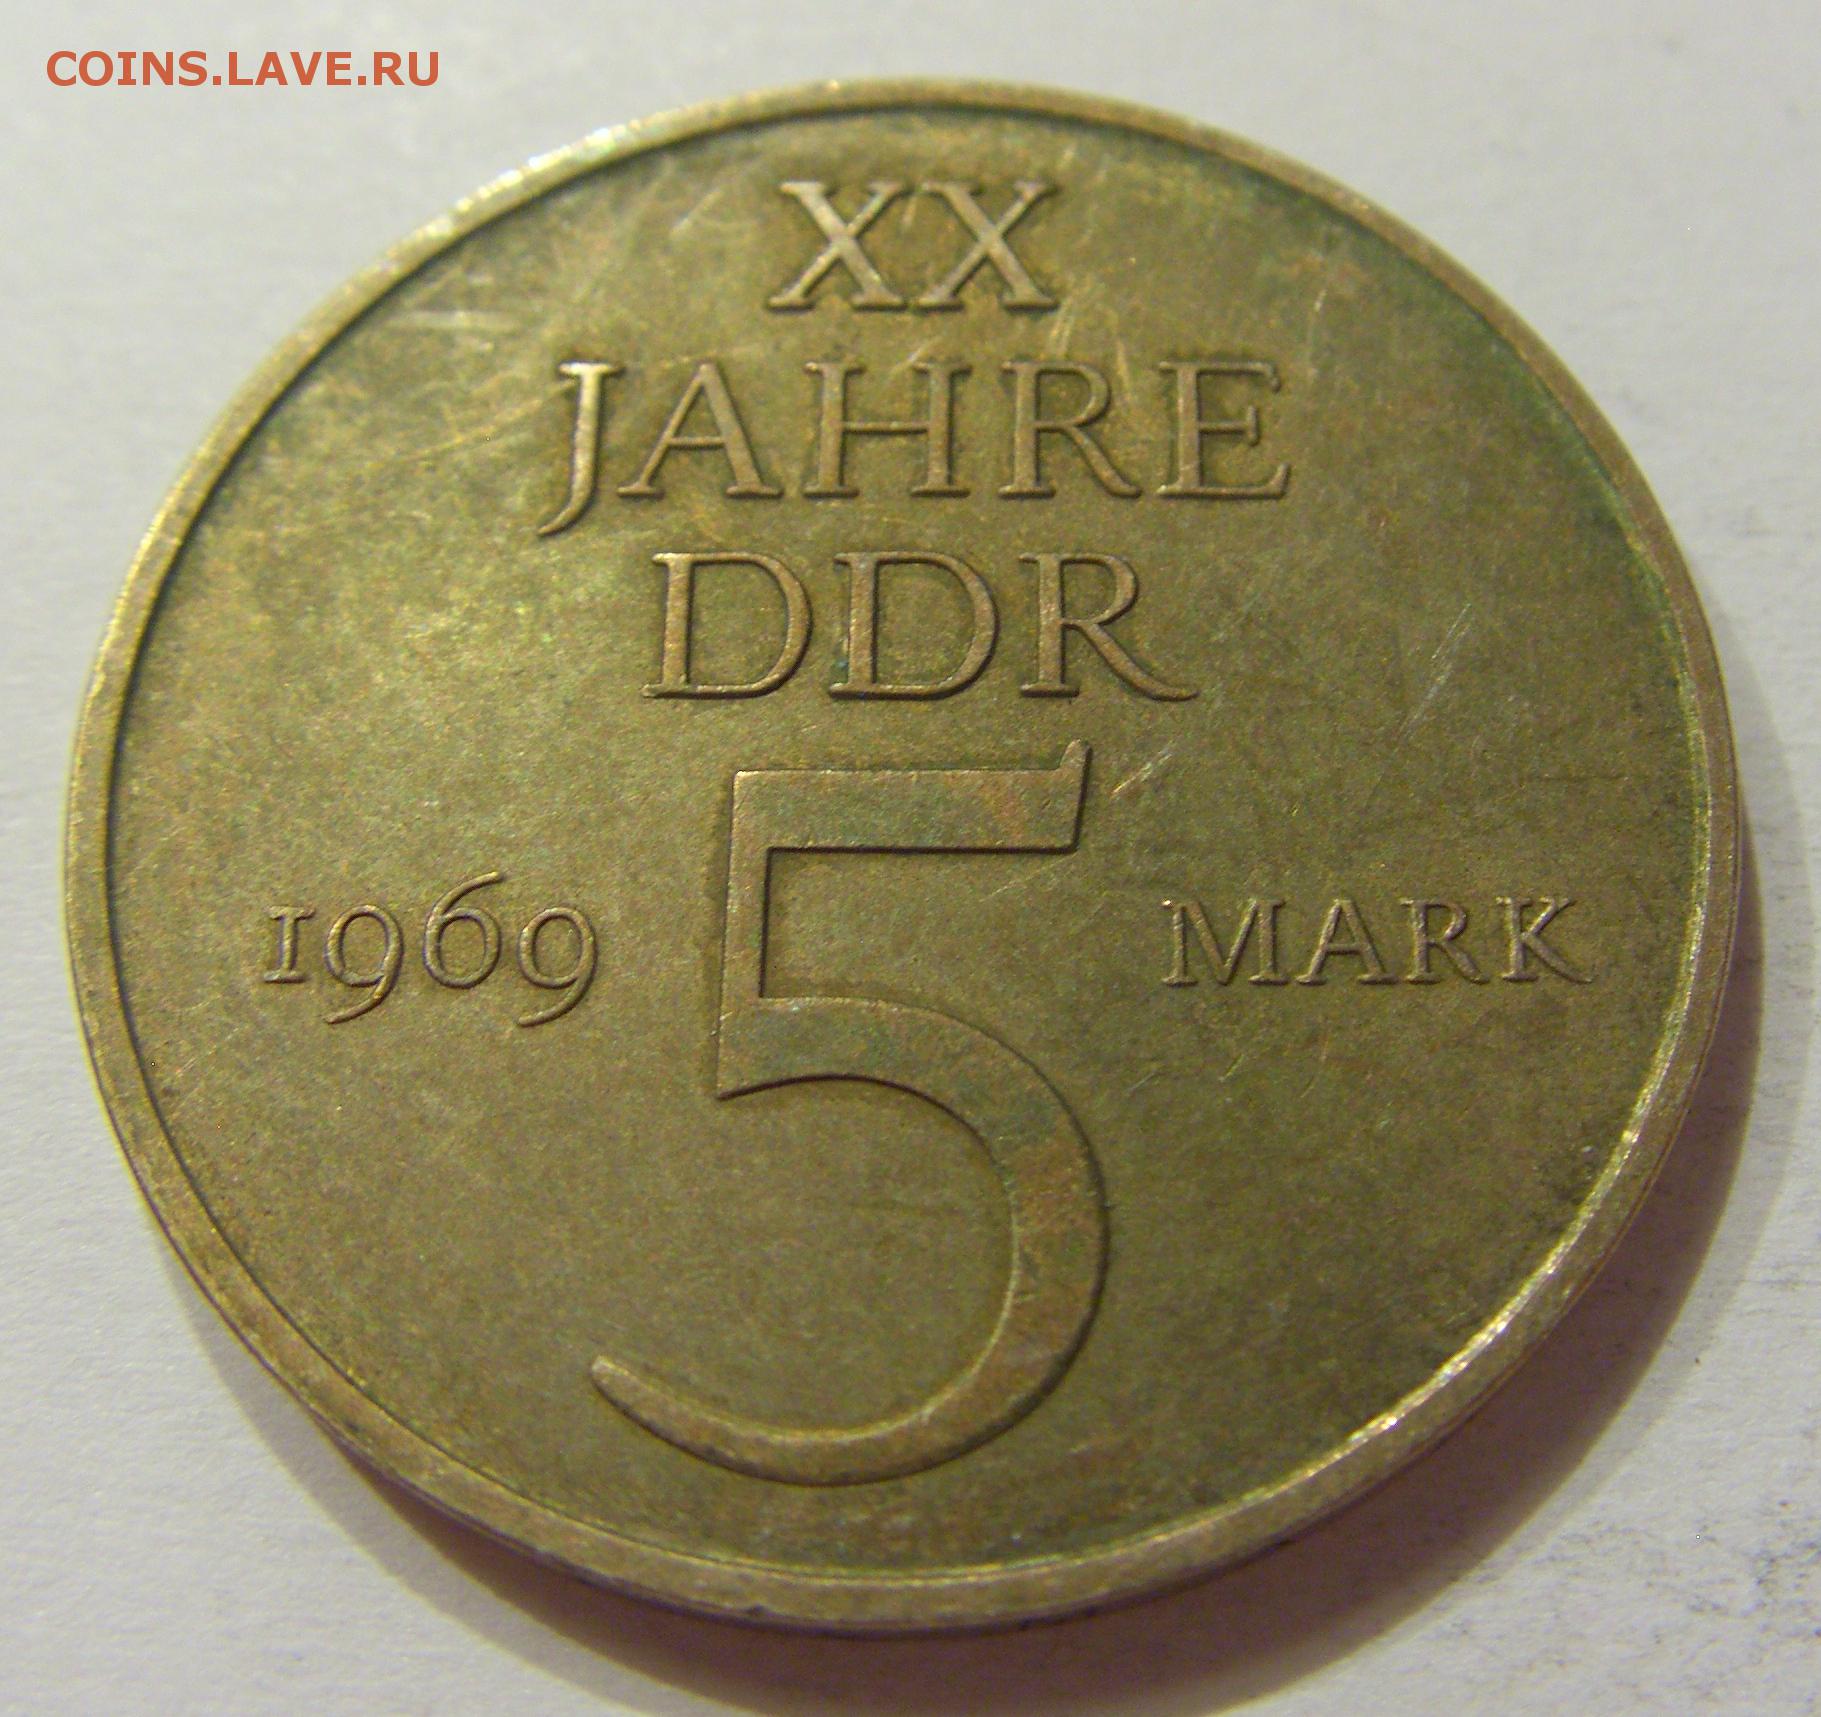 COINS.LAVE.RU
XX
JAHRE
DDR
1969 5 MARK